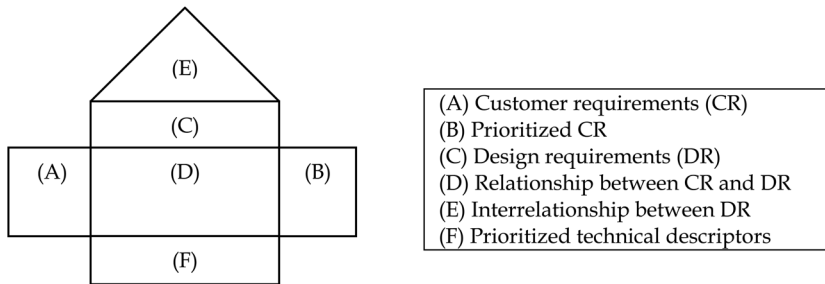 (E)
(C)
(A) (D) (B)
(F)
(A) Customer requirements (CR)
(B) Prioritized CR
(C) Design requirements (DR)
(D) Relationship between CR and DR
(E) Interrelationship between DR
(F) Prioritized technical descriptors